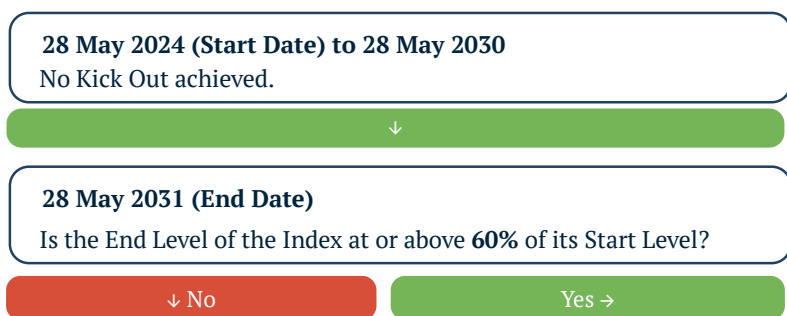 28 May 2024 (Start Date) to 28 May 2030
No Kick Out achieved.
↓
28 May 2031 (End Date)
Is the End Level of the Index at or above 60% of its Start Level?
↓ No
Yes →